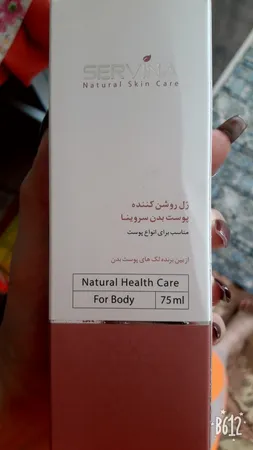 SERVINA
Natural Skin Care
ژل روشن کننده
پوست بدن سروینا
مناسب برای انواع پوست
از بین برنده لک های پوست بدن
Natural Health Care
For Body
75ml
B612